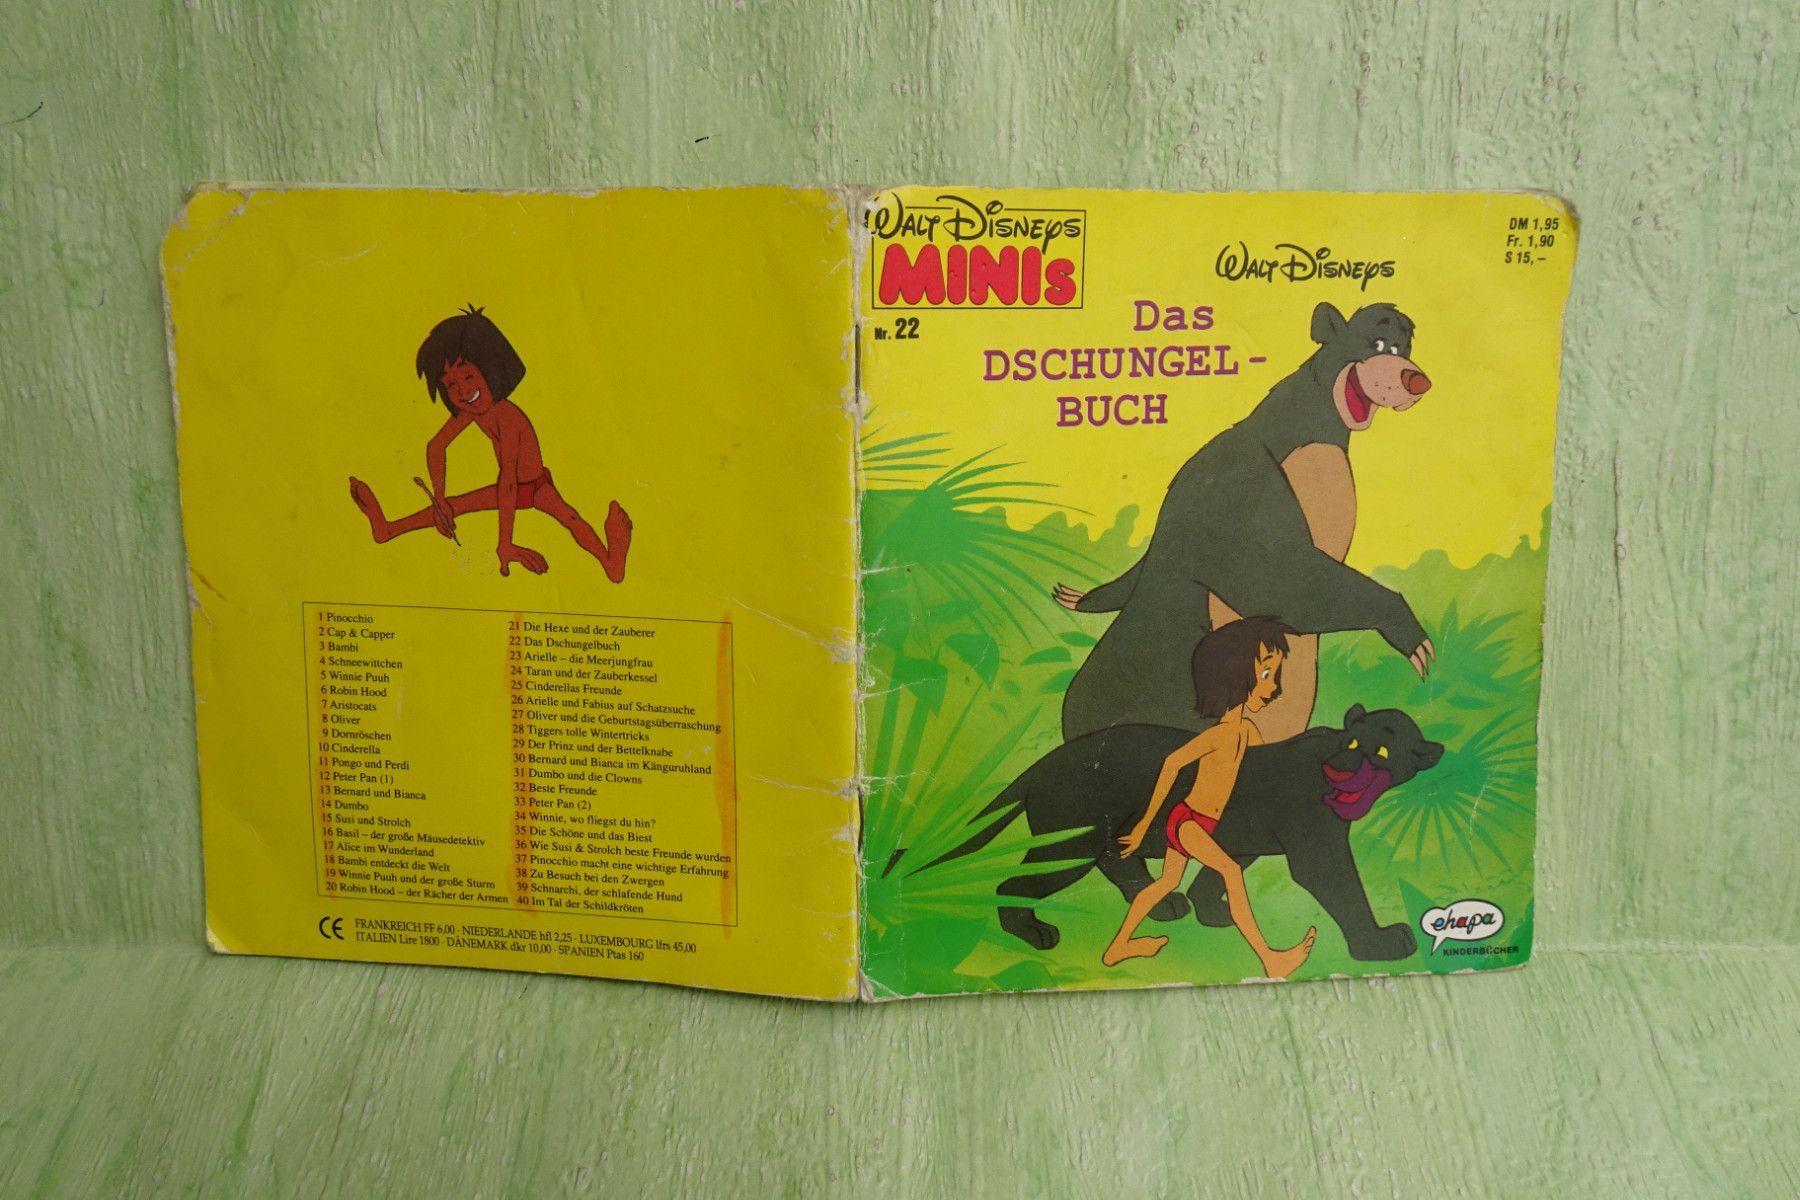 1 Pinocchio
2 Cap & Capper
3 Bambi
4 Schneewittchen
5 Winnie Puuh
6 Robin Hood
7 Aristocats
8 Oliver
9 Dornröschen
10 Cinderella
11 Pongo und Perdi
12 Peter Pan (1)
13 Bernard und Bianca
14 Dumbo
15 Susi und Strolch
16 Basil – der große Mäusedetektiv
17 Alice im Wunderland
18 Bambi entdeckt die Welt
19 Winnie Puuh und der große Sturm
20 Robin Hood – der Rächer der Armen
21 Die Hexe und der Zauberer
22 Das Dschungelbuch
23 Arielle – die Meerjungfrau
24 Taran und der Zauberkessel
25 Cinderellas Freunde
26 Arielle und Fabius auf Schatzsuche
27 Oliver und die Geburtstagsüberraschung
28 Tiggers tolle Wintertricks
29 Der Prinz und der Bettelknabe
30 Bernard und Bianca im Känguruhland
31 Dumbo und die Clowns
32 Beste Freunde
33 Peter Pan (2)
34 Winnie, wo fliegst du hin?
35 Die Schöne und das Biest
36 Wie Susi & Strolch beste Freunde wurden
37 Pinocchio macht eine wichtige Erfahrung
38 Zu Besuch bei den Zwergen
39 Schnarchi, der schlafende Hund
40 Im Tal der Schildkröten
CE FRANKREICH FF 6,00 · NIEDERLANDE hfl 2,25 · LUXEMBOURG lfrs 45,00
ITALIEN Lire 1800 · DÄNEMARK dkr 10,00 · SPANIEN Ptas 160
WALT DISNEYS
MINIS
Nr. 22
DM 1,95
Fr. 1,90
S 15,–
WALT DISNEYS
Das
DSCHUNGEL-
BUCH
ehapa
KINDERBÜCHER